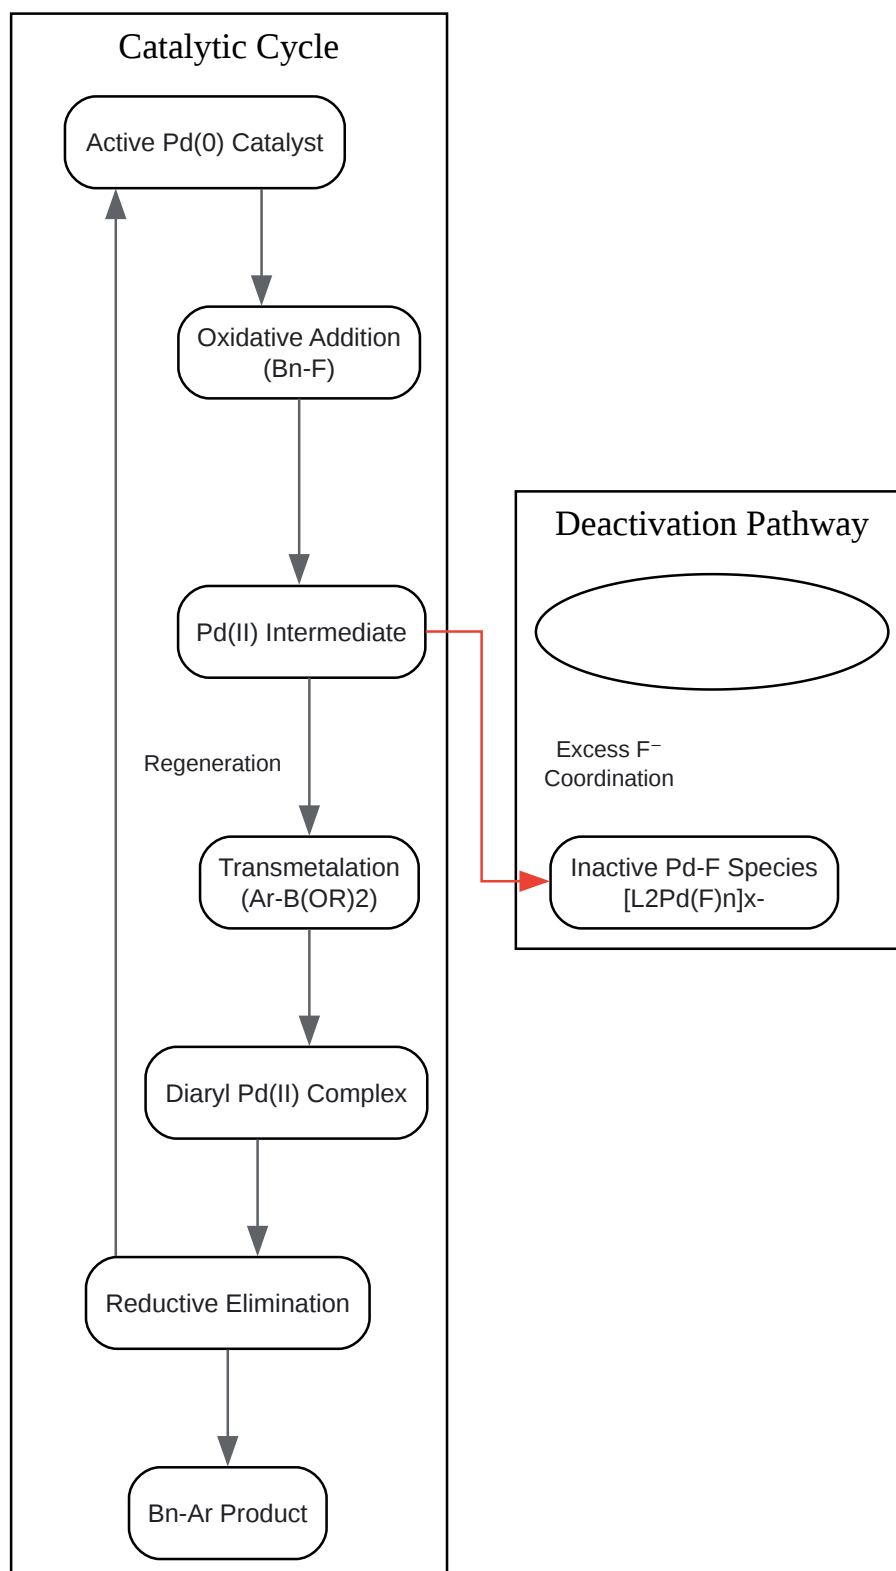 Catalytic Cycle
Active Pd(0) Catalyst
Oxidative Addition
(Bn-F)
Deactivation Pathway
Pd(II) Intermediate
Regeneration
Excess F⁻
Coordination
Transmetalation
(Ar-B(OR)2)
Inactive Pd-F Species
[L2Pd(F)n]x-
Diaryl Pd(II) Complex
Reductive Elimination
Bn-Ar Product